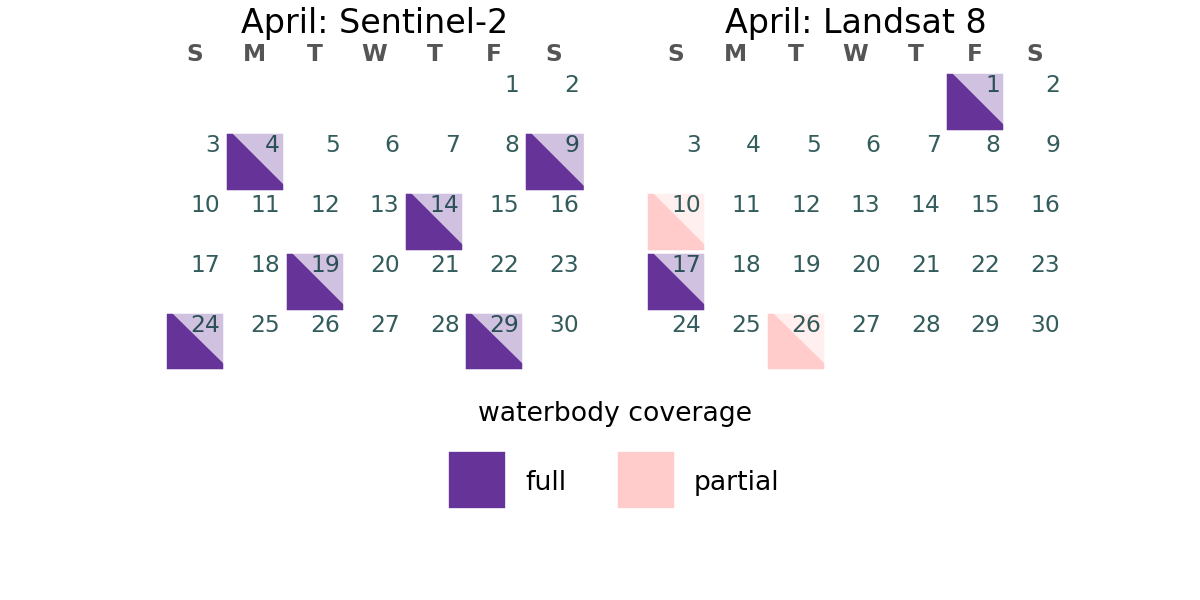 April: Sentinel-2
S M T W T F S
1 2
3 4 5 6 7 8 9
10 11 12 13 14 15 16
17 18 19 20 21 22 23
24 25 26 27 28 29 30
April: Landsat 8
S M T W T F S
1 2
3 4 5 6 7 8 9
10 11 12 13 14 15 16
17 18 19 20 21 22 23
24 25 26 27 28 29 30
waterbody coverage
full
partial